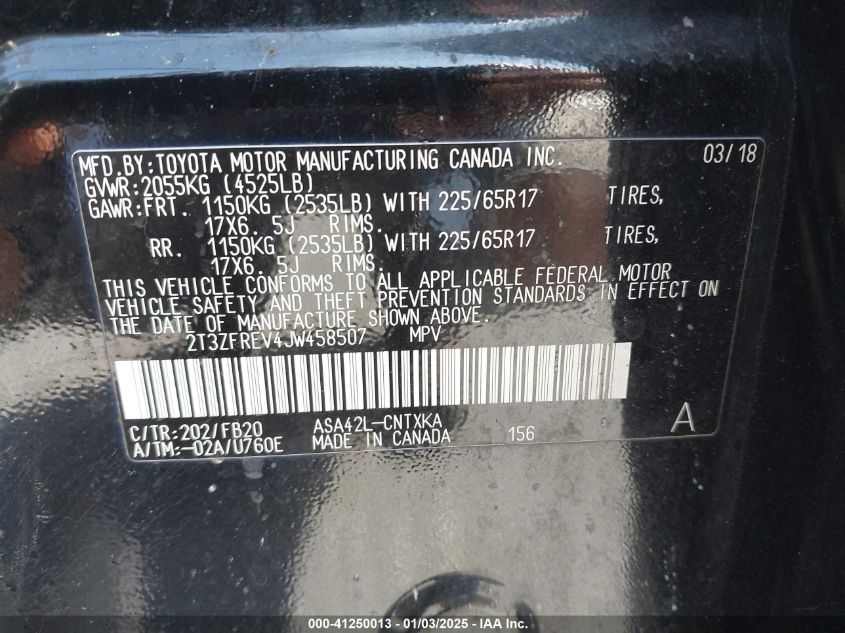 MFD.BY:TOYOTA MOTOR MANUFACTURING CANADA INC. 03/18
GVWR:2055KG (4525LB)
GAWR:FRT. 1150KG (2535LB) WITH 225/65R17 TIRES,
17X6. 5J RIMS.
RR. 1150KG (2535LB) WITH 225/65R17 TIRES,
17X6. 5J RIMS.
THIS VEHICLE CONFORMS TO ALL APPLICABLE FEDERAL MOTOR
VEHICLE SAFETY AND THEFT PREVENTION STANDARDS IN EFFECT ON
THE DATE OF MANUFACTURE SHOWN ABOVE.
2T3ZFREV4JW458507 MPV
C/TR:202/FB20 ASA42L-CNTXKA A
A/TM:-02A/U760E MADE IN CANADA 156
000-41250013 - 01/03/2025 - IAAI Inc.